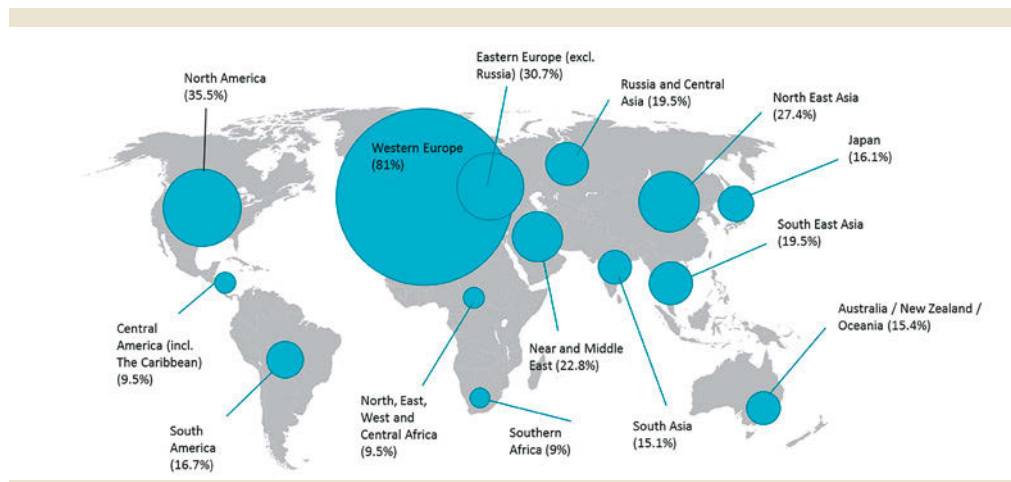 Eastern Europe (excl.
Russia) (30.7%)
North America
(35.5%)
Russia and Central
Asia (19.5%)
North East Asia
(27.4%)
Japan
(16.1%)
Western Europe
(81%)
South East Asia
(19.5%)
Australia / New Zealand /
Oceania (15.4%)
Central
America (incl.
The Caribbean)
(9.5%)
Near and Middle
East (22.8%)
North, East,
West and
Central Africa
(9.5%)
South
America
(16.7%)
Southern
Africa (9%)
South Asia
(15.1%)